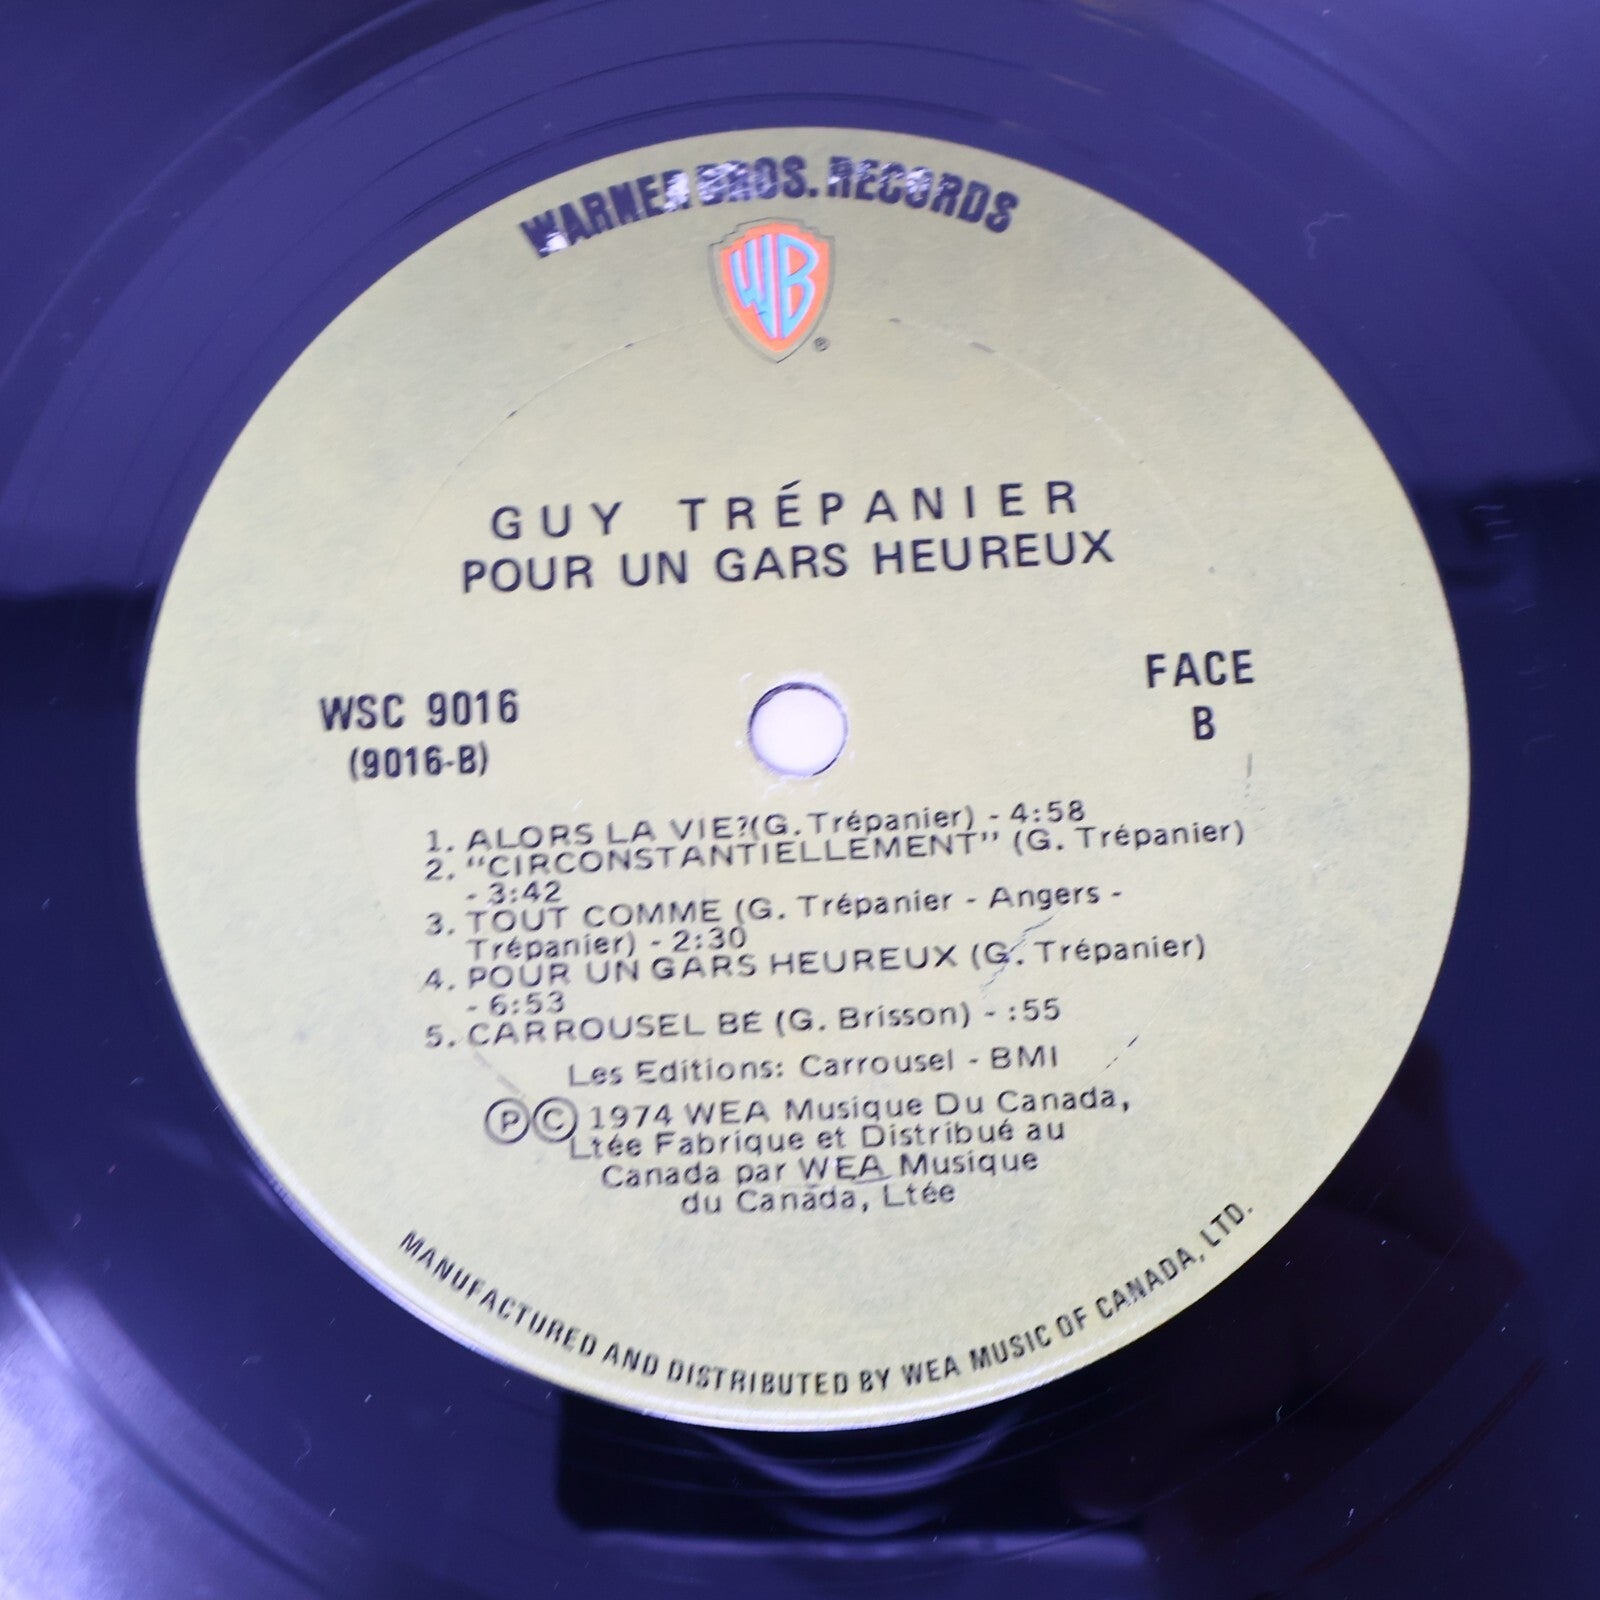 WARNER BROS. RECORDS
WB
®
GUY TRÉPANIER
POUR UN GARS HEUREUX
WSC 9016
(9016-B)
FACE
B
1. ALORS LA VIE?(G. Trépanier) - 4:58
2. "CIRCONSTANTIELLEMENT" (G. Trépanier)
- 3:42
3. TOUT COMME (G. Trépanier - Angers -
Trépanier) - 2:30
4. POUR UN GARS HEUREUX (G. Trépanier)
- 6:53
5. CARROUSEL BÉ (G. Brisson) - :55
Les Editions: Carrousel - BMI
Ⓟ© 1974 WEA Musique Du Canada,
Ltée Fabrique et Distribué au
Canada par WEA Musique
du Canada, Ltée
MANUFACTURED AND DISTRIBUTED BY WEA MUSIC OF CANADA, LTD.